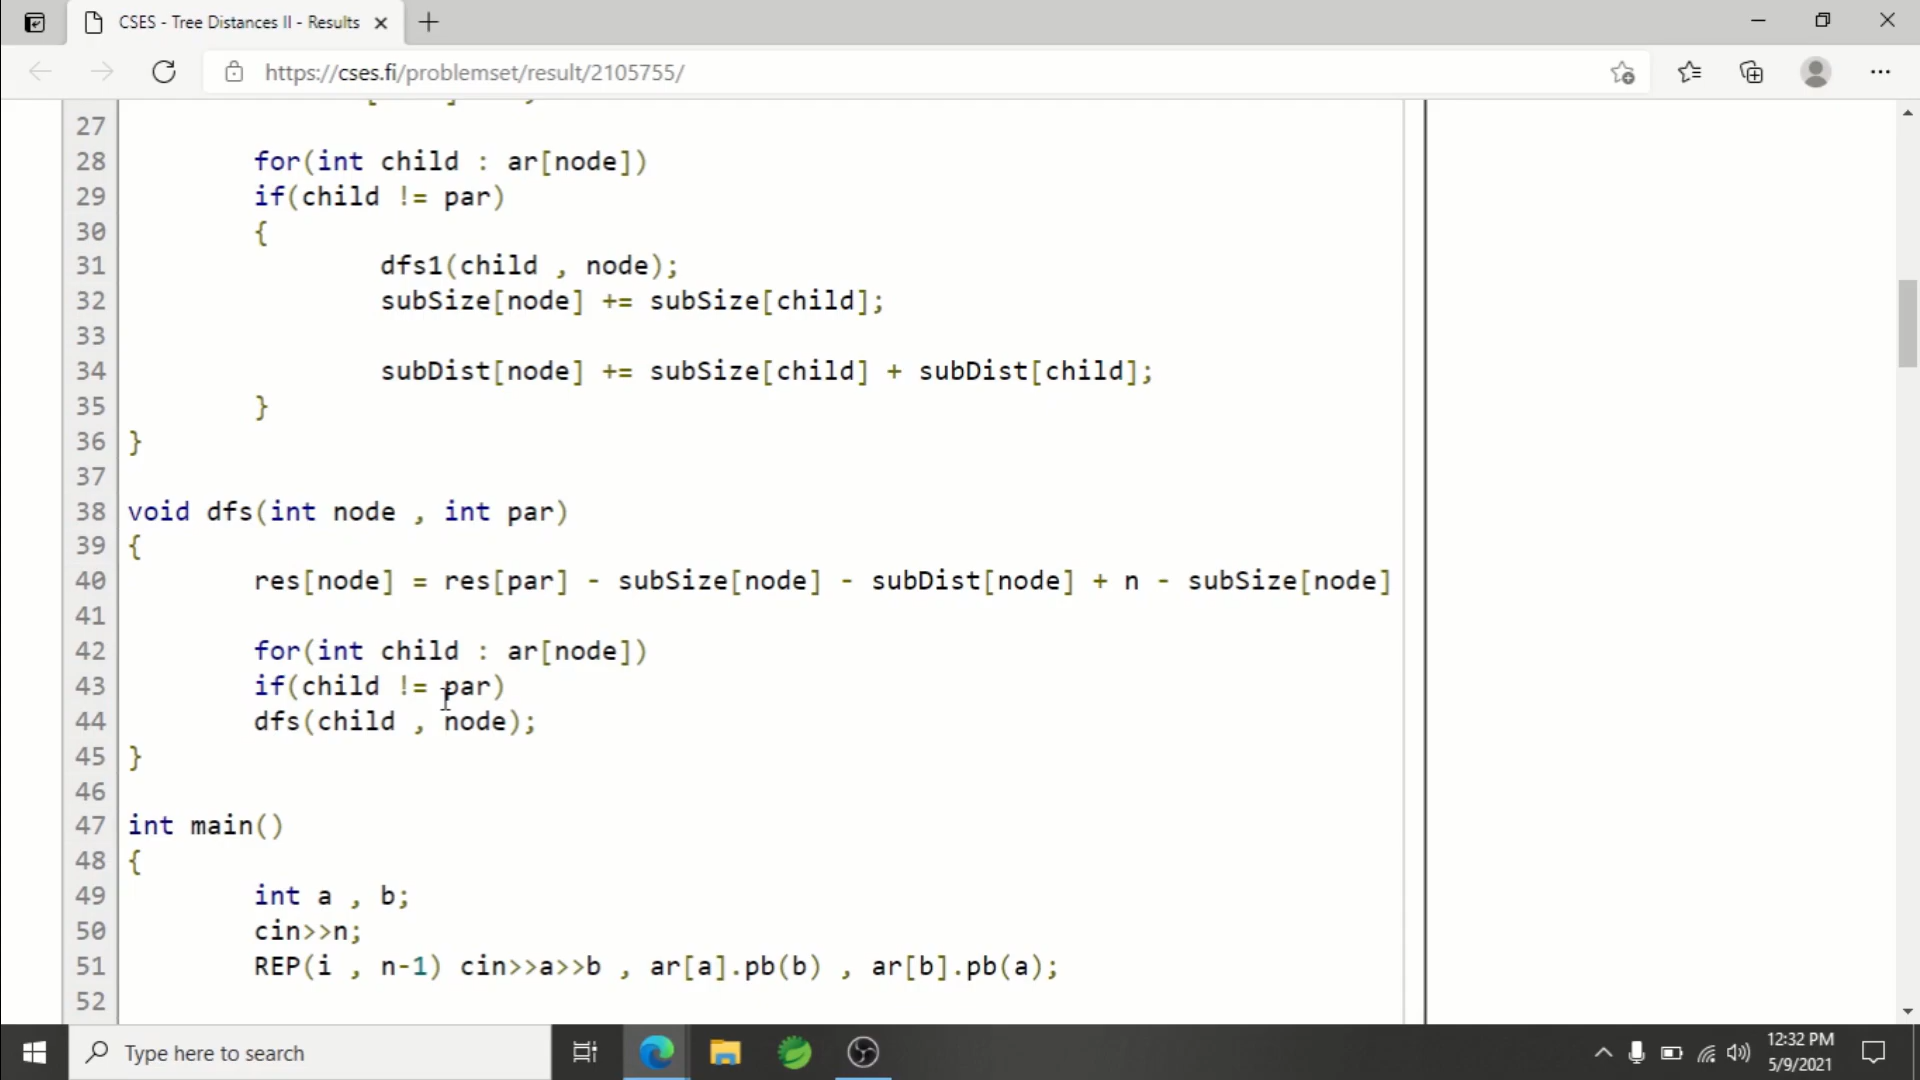 CSES - Tree Distances II - Results
https://cses.fi/problemset/result/2105755/
27
28 for(int child : ar[node])
29 if(child != par)
30 {
31 dfs1(child , node);
32 subSize[node] += subSize[child];
33
34 subDist[node] += subSize[child] + subDist[child];
35 }
36 }
37
38 void dfs(int node , int par)
39 {
40 res[node] = res[par] - subSize[node] - subDist[node] + n - subSize[node]
41
42 for(int child : ar[node])
43 if(child != par)
44 dfs(child , node);
45 }
46
47 int main()
48 {
49 int a , b;
50 cin>>n;
51 REP(i , n-1) cin>>a>>b , ar[a].pb(b) , ar[b].pb(a);
52
Type here to search
12:32 PM
5/9/2021